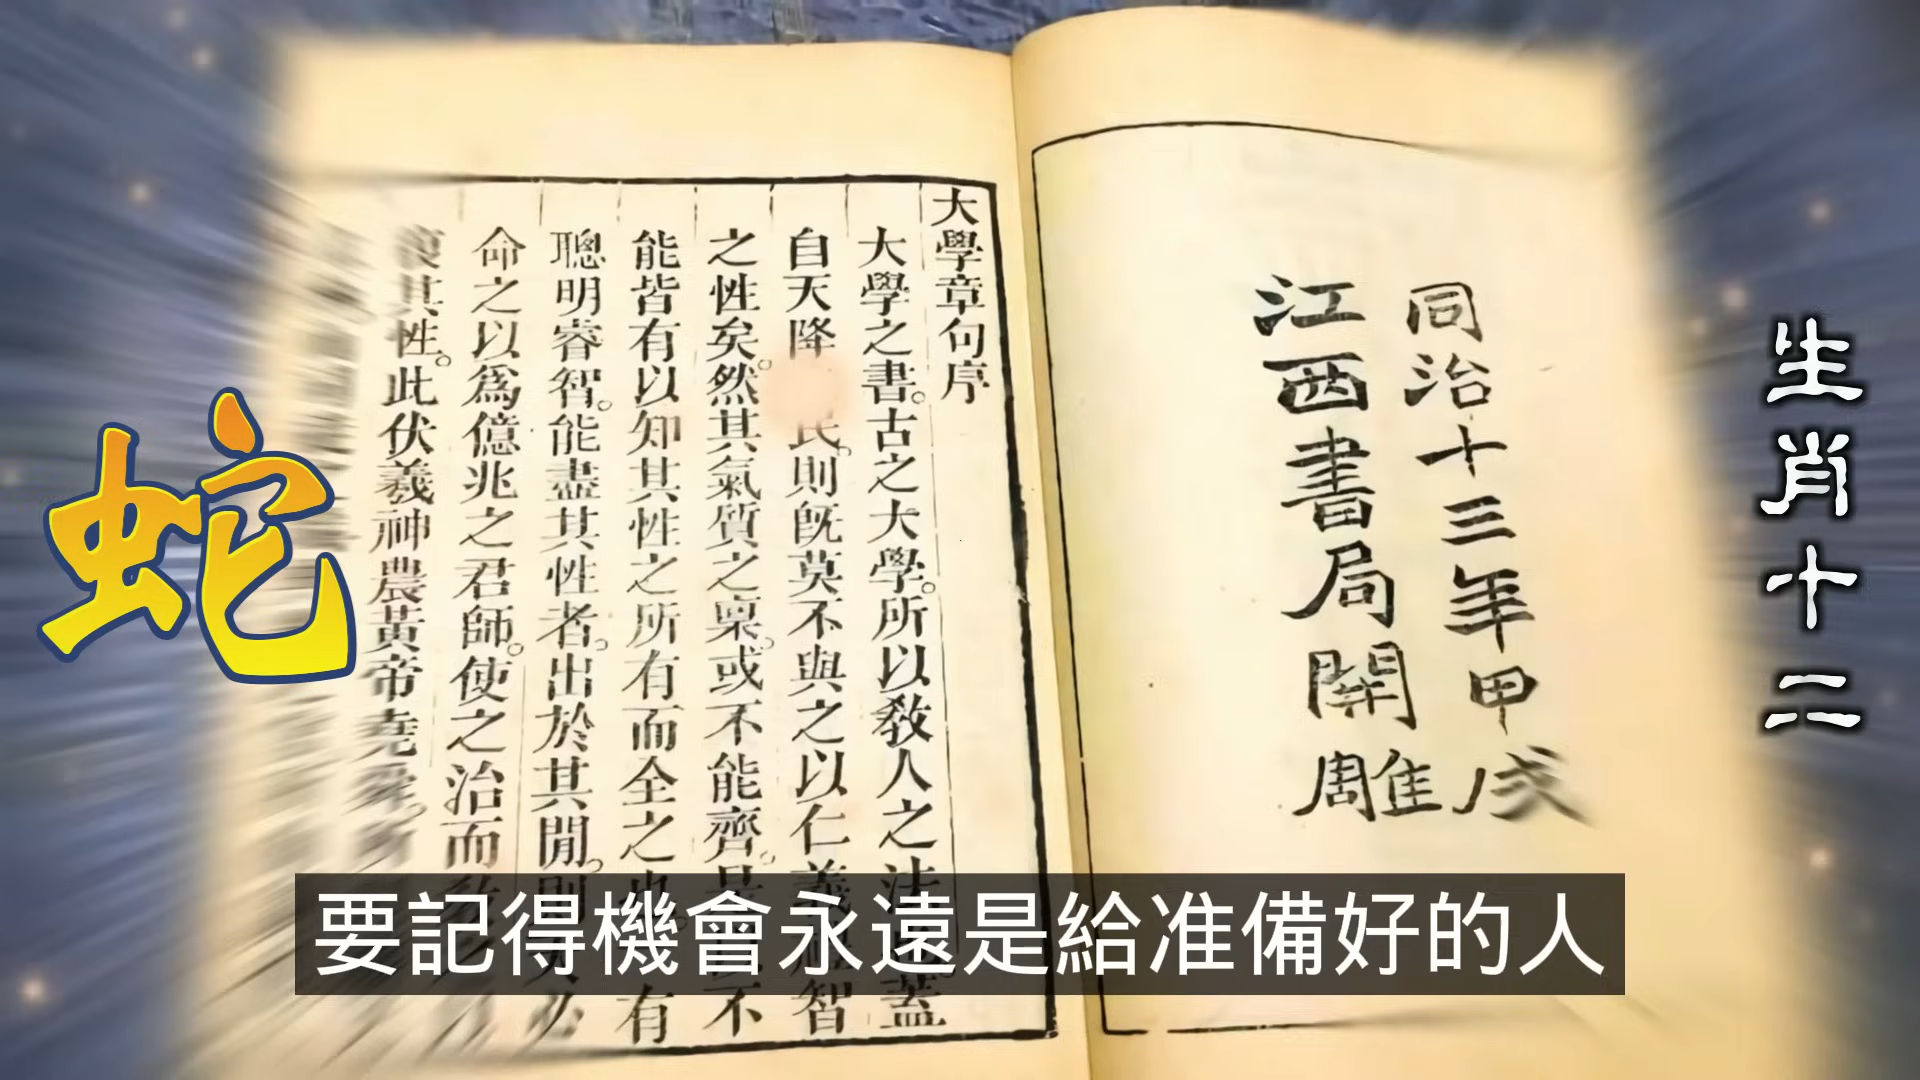 生肖十二
同治十三年甲戌
江西書局開雕
大學章句序
大學之書。古之大學。所以教人之法也。蓋
自天降 民。則旣莫不與之以仁義禮智
之性矣。然其氣質之稟。或不能齊。是以不
能皆有以知其性之所有而全之也。 有
聰明睿智。能盡其性者。出於其閒。則天必
命之以爲億兆之君師。使之治而敎之
復其性。此伏羲神農黃帝堯舜。所
蛇
要記得機會永遠是給准備好的人